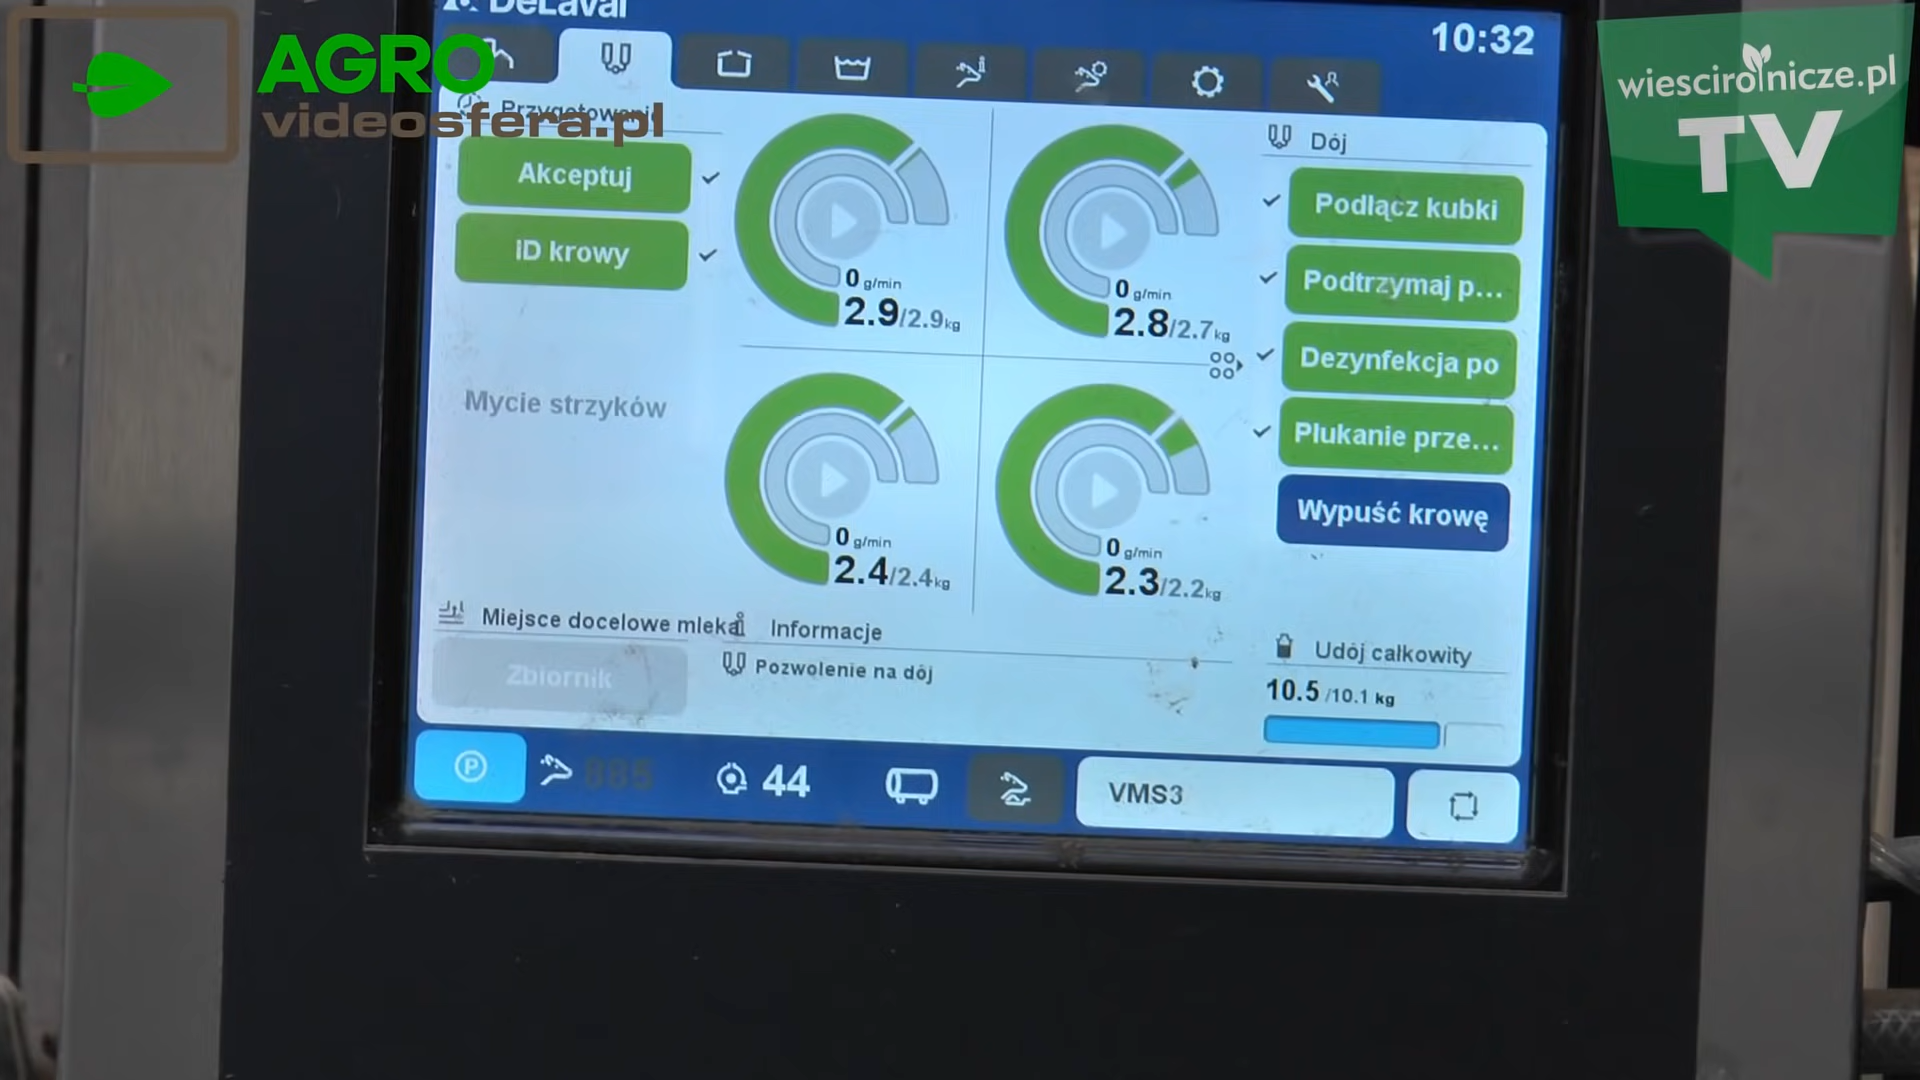 DeLaval
10:32
AGRO
videosfera.pl
wiescirolnicze.pl
TV
Przygotowanie
Akceptuj
ID krowy
Mycie strzyków
0 g/min
2.9/2.9kg
0 g/min
2.8/2.7kg
0 g/min
2.4/2.4kg
0 g/min
2.3/2.2kg
Dój
Podłącz kubki
Podtrzymaj p...
Dezynfekcja po
Płukanie prze...
Wypuść krowę
Miejsce docelowe mleka
Zbiornik
Informacje
Pozwolenie na dój
Udój całkowity
10.5 /10.1 kg
P
885
44
VMS3